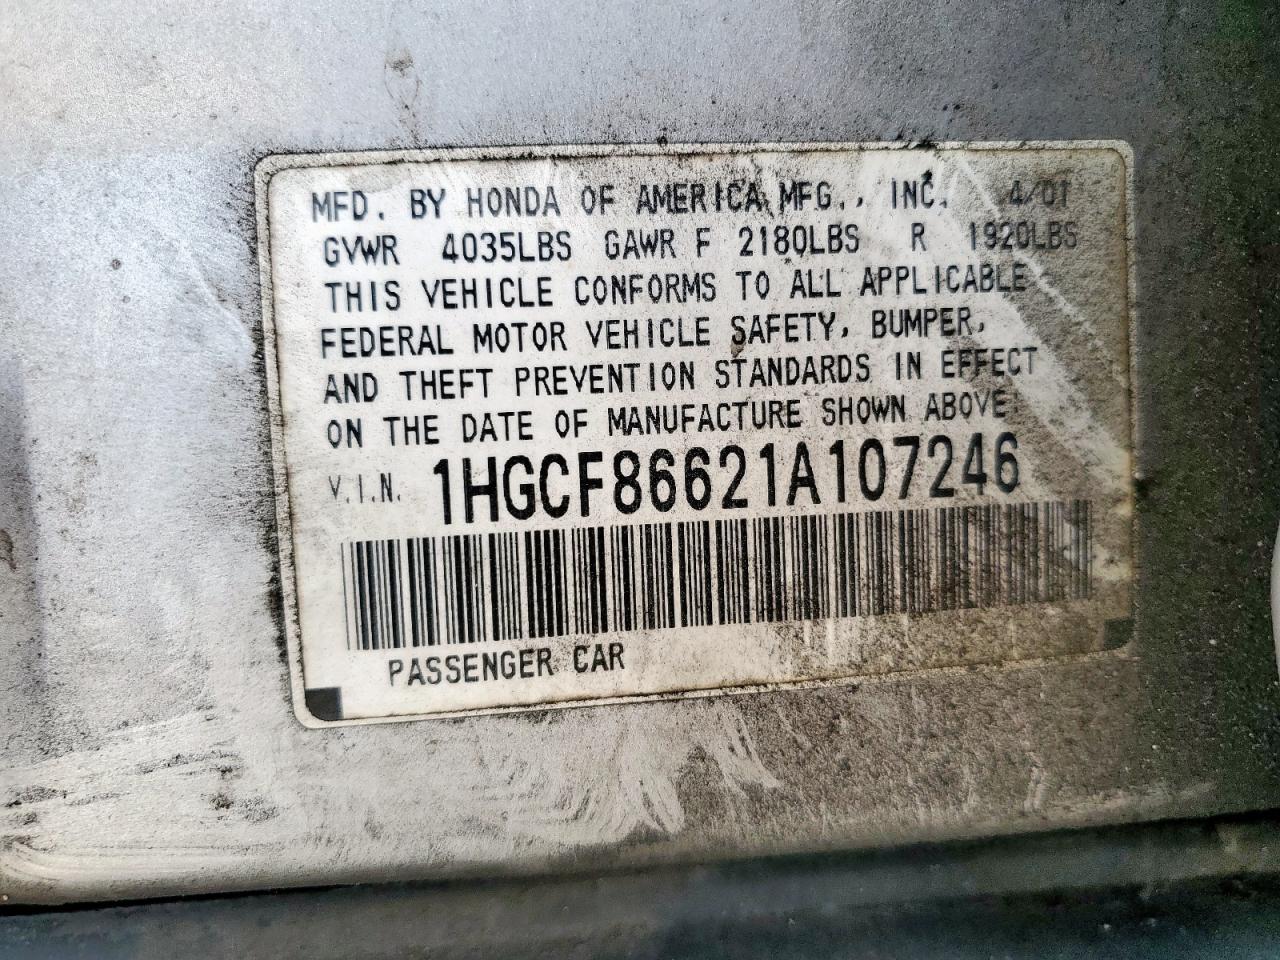 MFD. BY HONDA OF AMERICA MFG., INC. 4/01
GVWR 4035LBS GAWR F 2180LBS R 1920LBS
THIS VEHICLE CONFORMS TO ALL APPLICABLE
FEDERAL MOTOR VEHICLE SAFETY, BUMPER,
AND THEFT PREVENTION STANDARDS IN EFFECT
ON THE DATE OF MANUFACTURE SHOWN ABOVE.
V.I.N. 1HGCF86621A107246
PASSENGER CAR